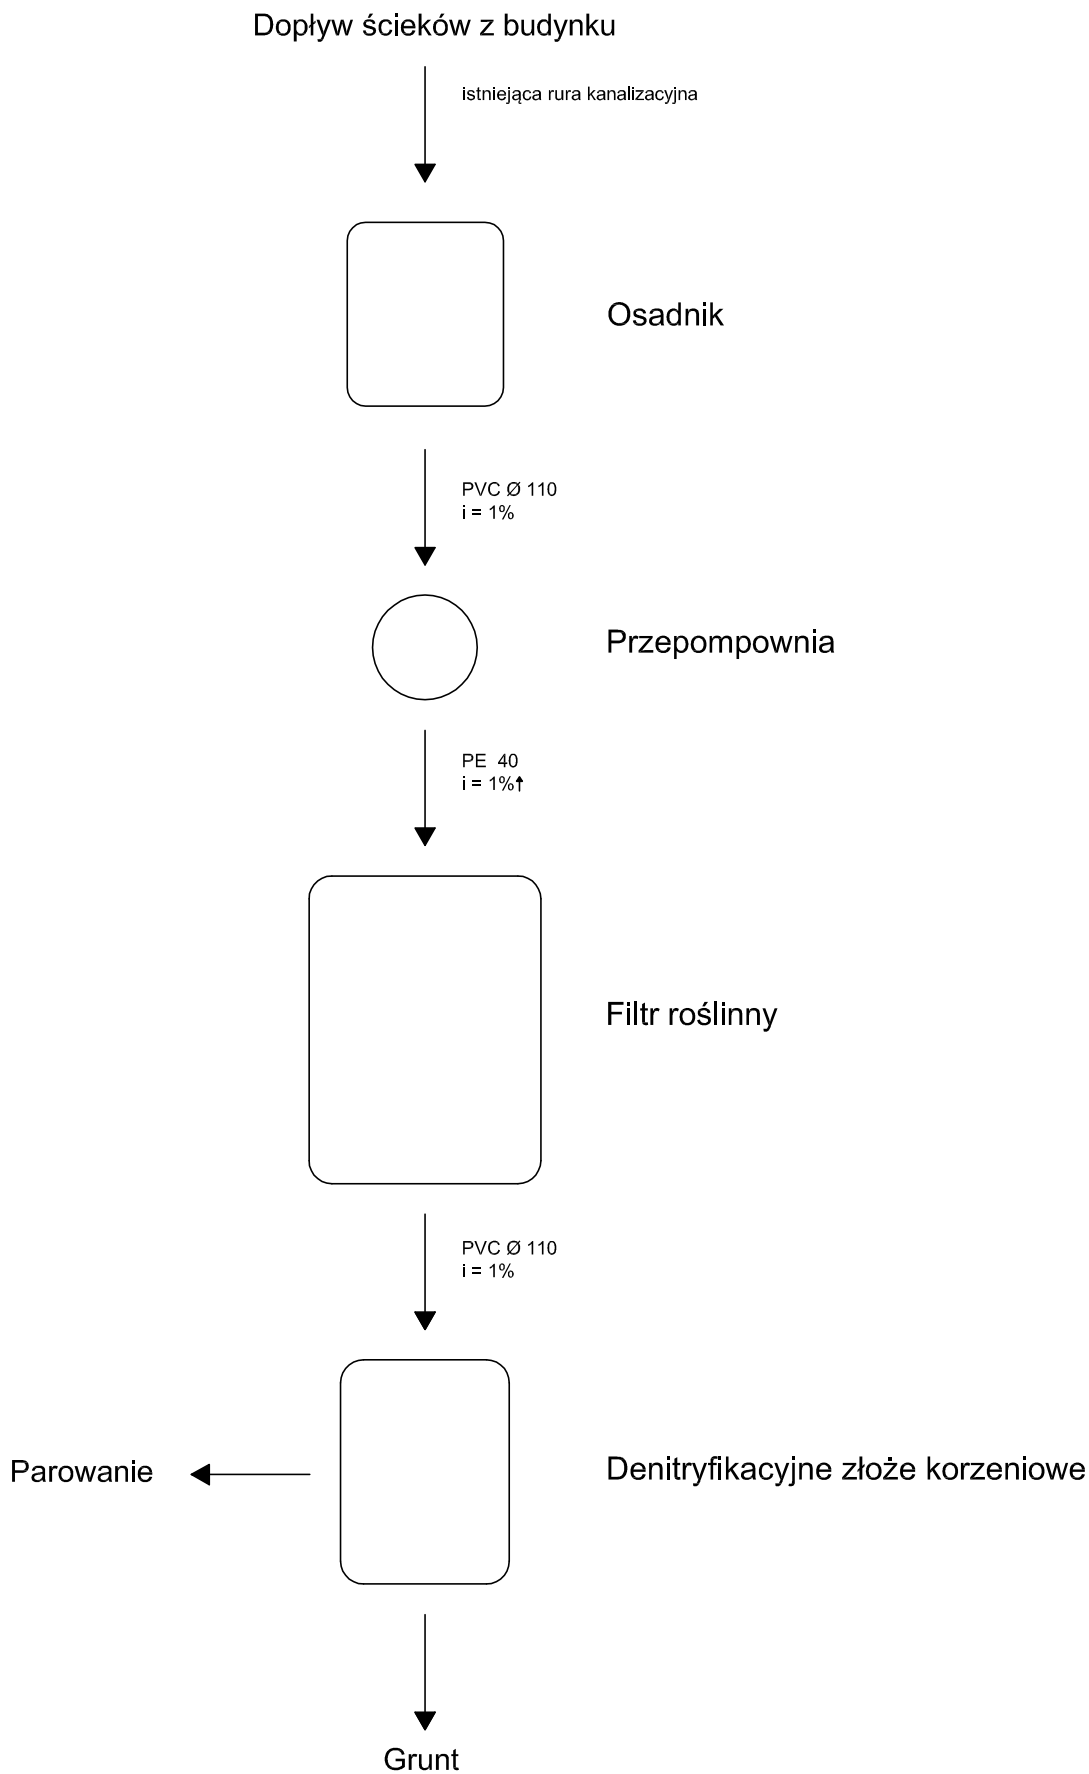 Dopływ ścieków z budynku
istniejąca rura kanalizacyjna
Osadnik
PVC Ø 110
i = 1%
Przepompownia
PE 40
i = 1%↑
Filtr roślinny
PVC Ø 110
i = 1%
Parowanie
Denitryfikacyjne złoże korzeniowe
Grunt